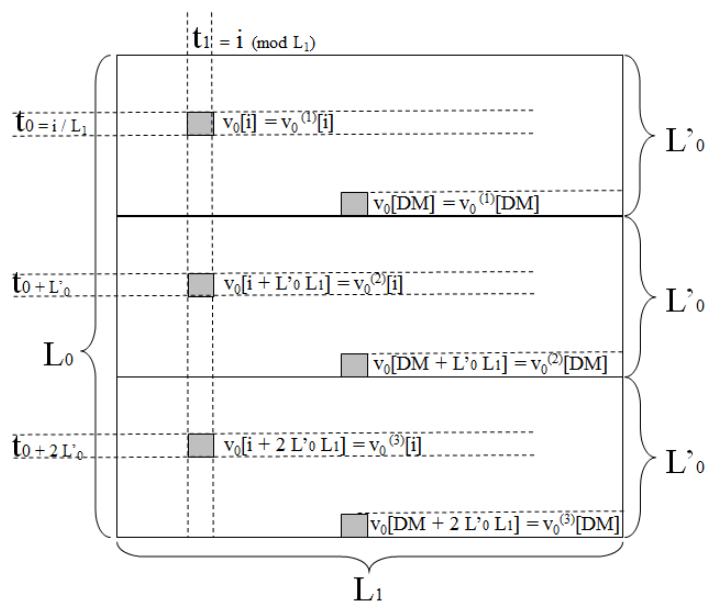 t₁ = i (mod L₁)
t₀ = i / L₁
v₀[i] = v₀⁽¹⁾[i]
L’₀
v₀[DM] = v₀⁽¹⁾[DM]
t₀ + L’₀
v₀[i + L’₀ L₁] = v₀⁽²⁾[i]
L’₀
L₀
v₀[DM + L’₀ L₁] = v₀⁽²⁾[DM]
t₀ + 2 L’₀
v₀[i + 2 L’₀ L₁] = v₀⁽³⁾[i]
L’₀
v₀[DM + 2 L’₀ L₁] = v₀⁽³⁾[DM]
L₁